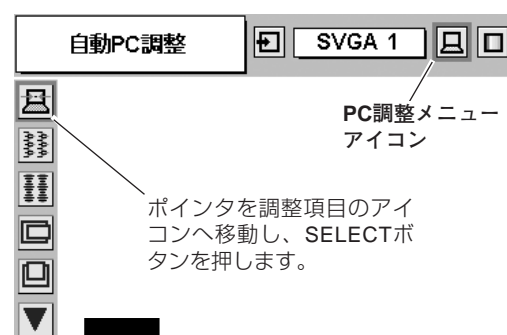 自動PC調整
SVGA 1
PC調整メニュー
アイコン
ポインタを調整項目のアイ
コンへ移動し、SELECTボ
タンを押します。